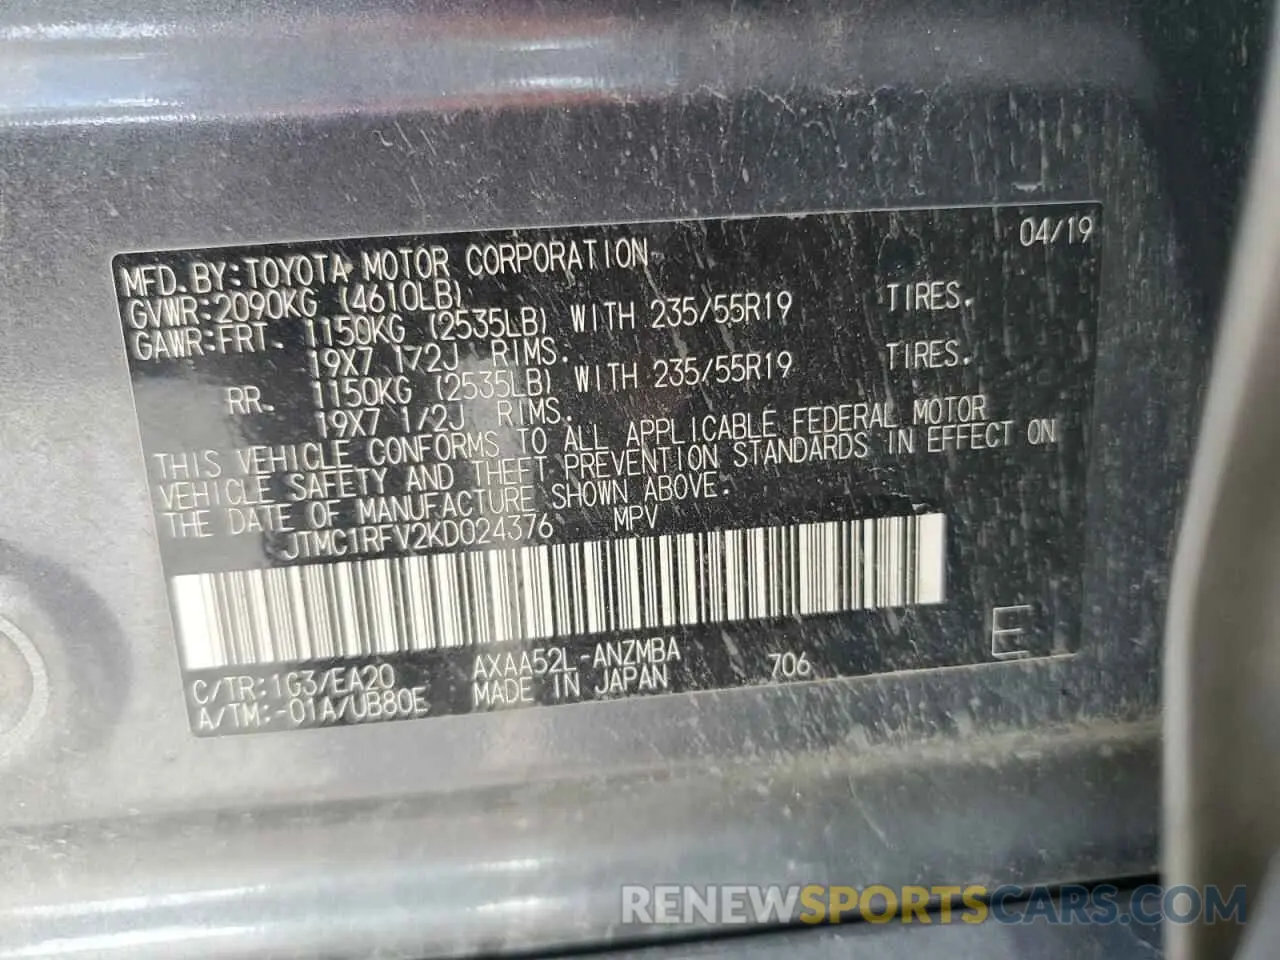 04/19
MFD. BY: TOYOTA MOTOR CORPORATION
GVWR: 2090KG (4610LB)
GAWR: FRT. 1150KG (2535LB) WITH 235/55R19 TIRES.
19X7 1/2J RIMS.
RR. 1150KG (2535LB) WITH 235/55R19 TIRES.
19X7 1/2J RIMS.
THIS VEHICLE CONFORMS TO ALL APPLICABLE FEDERAL MOTOR
VEHICLE SAFETY AND THEFT PREVENTION STANDARDS IN EFFECT ON
THE DATE OF MANUFACTURE SHOWN ABOVE.
JTMC1RFV2KD024376 MPV
E
C/TR: 1G3/EA20 AXAA52L-ANZMBA 706
A/TM: -01A/UB80E MADE IN JAPAN
RENEWSPORTSCARS.COM